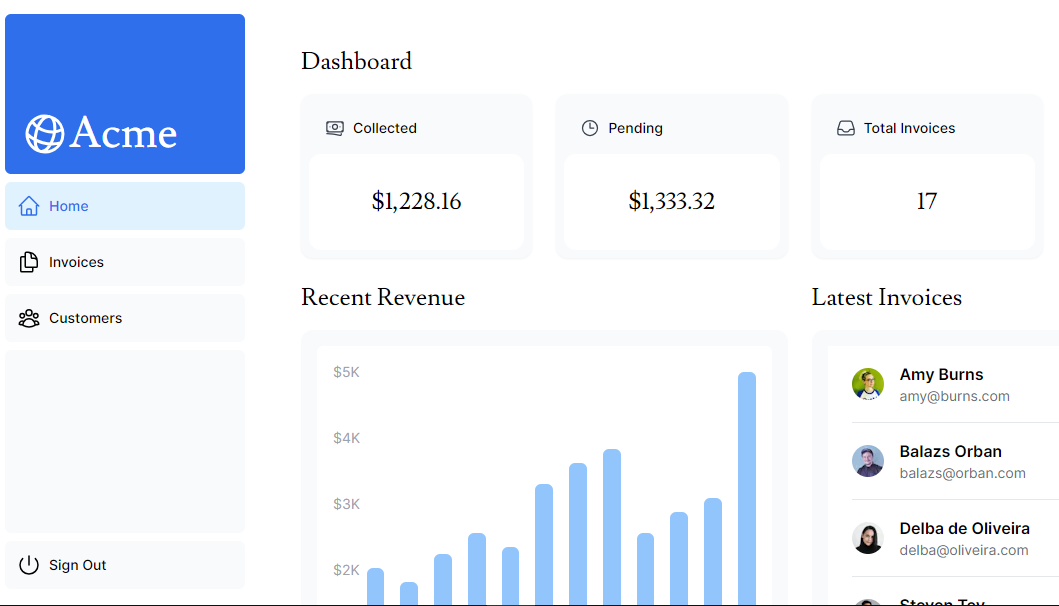 Acme
Home
Invoices
Customers
Sign Out
Dashboard
Collected
$1,228.16
Pending
$1,333.32
Total Invoices
17
Recent Revenue
$5K
$4K
$3K
$2K
Latest Invoices
Amy Burns
amy@burns.com
Balazs Orban
balazs@orban.com
Delba de Oliveira
delba@oliveira.com